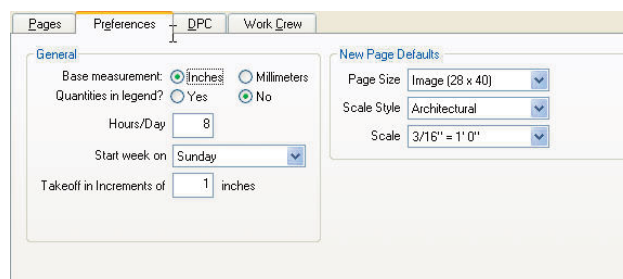 Pages Preferences DPC Work Crew
General
Base measurement: Inches Millimeters
Quantities in legend? Yes No
Hours/Day 8
Start week on Sunday
Takeoff in Increments of 1 inches
New Page Defaults
Page Size Image (28 x 40)
Scale Style Architectural
Scale 3/16" = 1' 0"